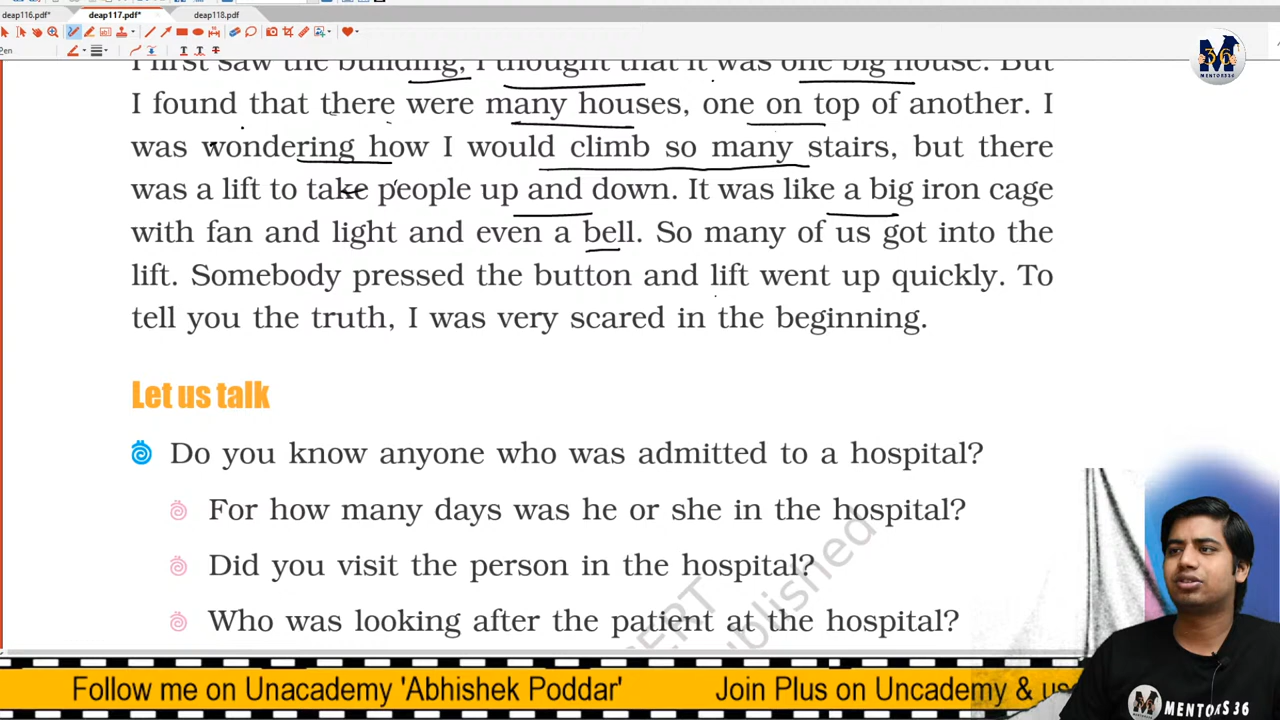 deap116.pdf* deap117.pdf* deap118.pdf
Pen
M
36
MENTORS36
I first saw the building, I thought that it was one big house. But
I found that there were many houses, one on top of another. I
was wondering how I would climb so many stairs, but there
was a lift to take people up and down. It was like a big iron cage
with fan and light and even a bell. So many of us got into the
lift. Somebody pressed the button and lift went up quickly. To
tell you the truth, I was very scared in the beginning.
Let us talk
Do you know anyone who was admitted to a hospital?
For how many days was he or she in the hospital?
Did you visit the person in the hospital?
Who was looking after the patient at the hospital?
published
Follow me on Unacademy 'Abhishek Poddar' Join Plus on Uncademy & us
MENTORS36